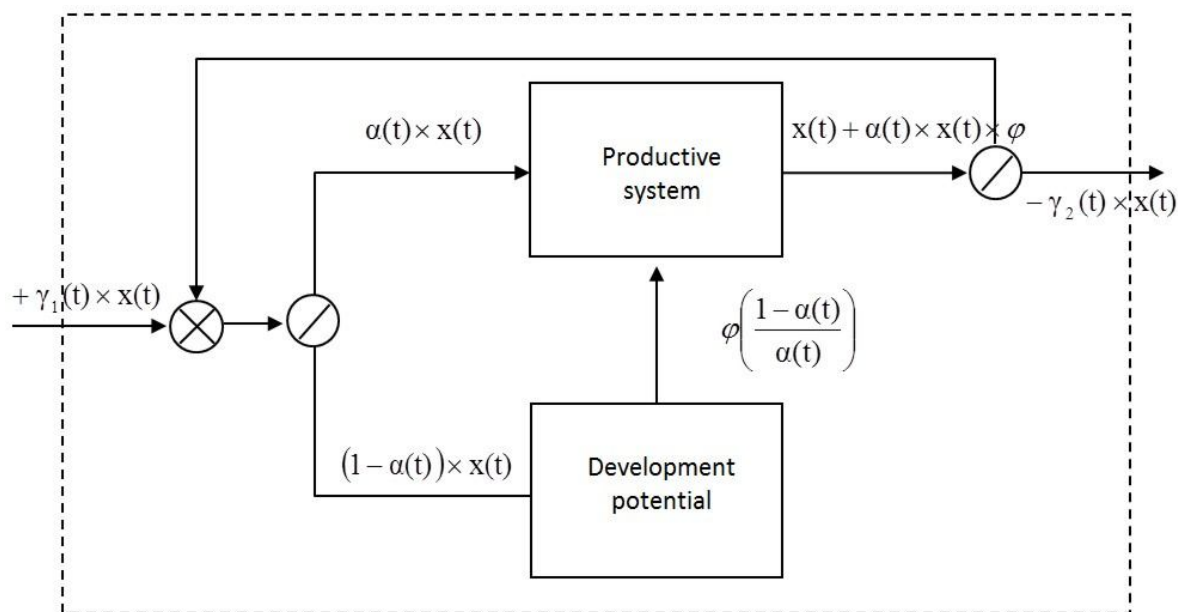 α(t) × x(t)
x(t) + α(t) × x(t) × φ
Productive
system
− γ₂(t) × x(t)
+ γ₁(t) × x(t)
φ((1 − α(t))/α(t))
(1 − α(t)) × x(t)
Development
potential